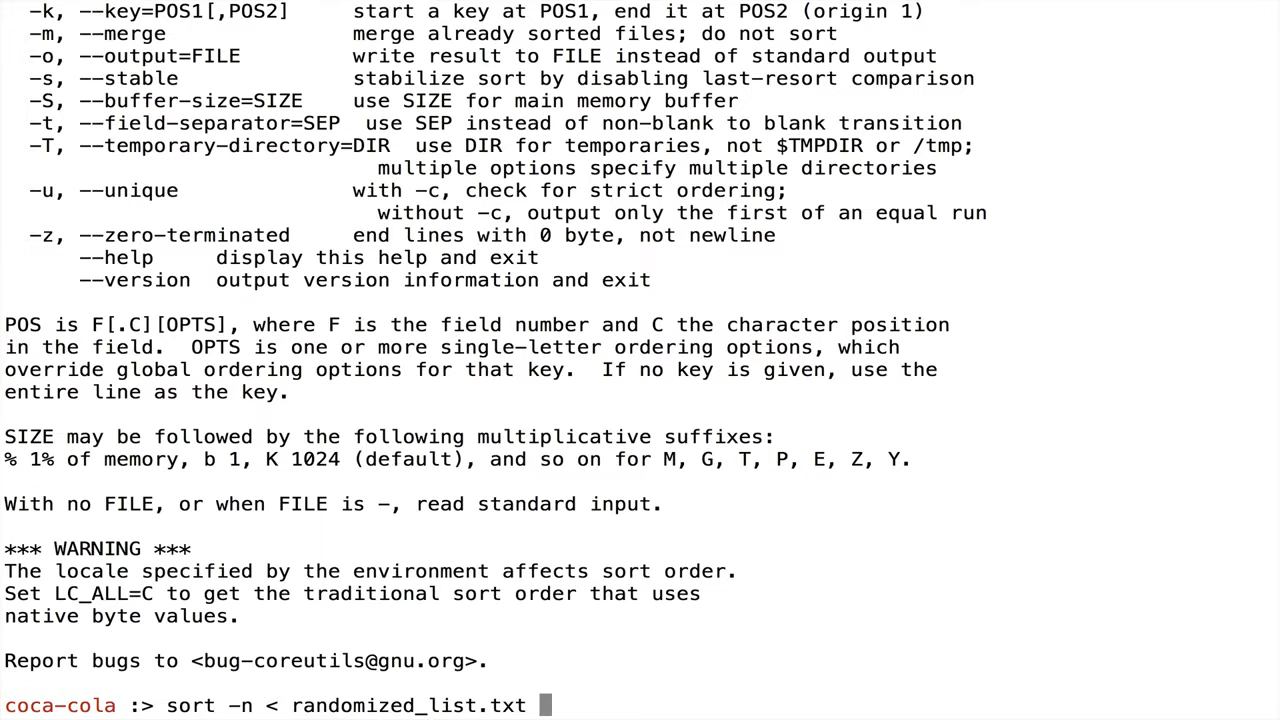 -k, --key=POS1[,POS2]     start a key at POS1, end it at POS2 (origin 1)
-m, --merge               merge already sorted files; do not sort
-o, --output=FILE         write result to FILE instead of standard output
-s, --stable              stabilize sort by disabling last-resort comparison
-S, --buffer-size=SIZE    use SIZE for main memory buffer
-t, --field-separator=SEP  use SEP instead of non-blank to blank transition
-T, --temporary-directory=DIR  use DIR for temporaries, not $TMPDIR or /tmp;
multiple options specify multiple directories
-u, --unique              with -c, check for strict ordering;
without -c, output only the first of an equal run
-z, --zero-terminated     end lines with 0 byte, not newline
--help     display this help and exit
--version  output version information and exit
POS is F[.C][OPTS], where F is the field number and C the character position
in the field.  OPTS is one or more single-letter ordering options, which
override global ordering options for that key.  If no key is given, use the
entire line as the key.
SIZE may be followed by the following multiplicative suffixes:
% 1% of memory, b 1, K 1024 (default), and so on for M, G, T, P, E, Z, Y.
With no FILE, or when FILE is -, read standard input.
*** WARNING ***
The locale specified by the environment affects sort order.
Set LC_ALL=C to get the traditional sort order that uses
native byte values.
Report bugs to <bug-coreutils@gnu.org>.
coca-cola :> sort -n < randomized_list.txt